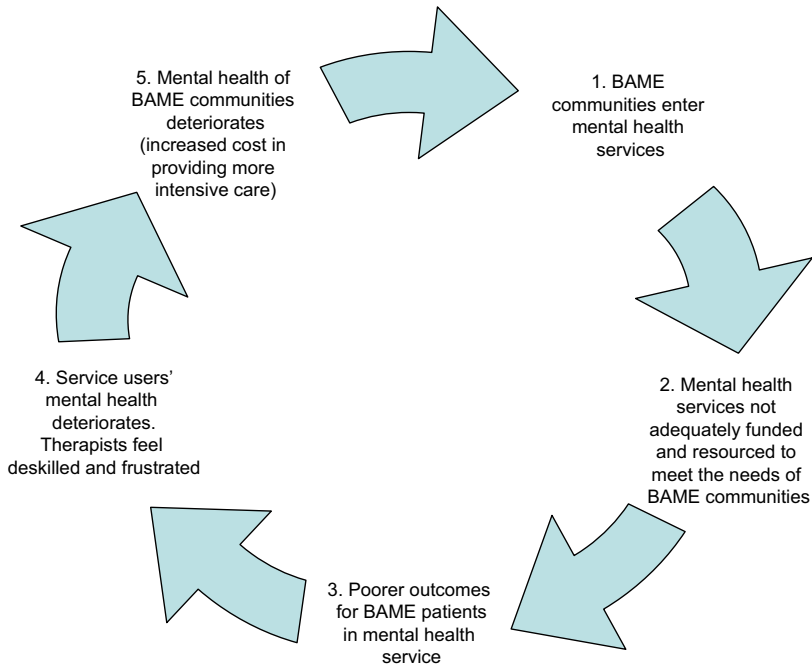 1. BAME
communities enter
mental health
services
2. Mental health
services not
adequately funded
and resourced to
meet the needs of
BAME communities
3. Poorer outcomes
for BAME patients
in mental health
service
4. Service users’
mental health
deteriorates.
Therapists feel
deskilled and frustrated
5. Mental health of
BAME communities
deteriorates
(increased cost in
providing more
intensive care)